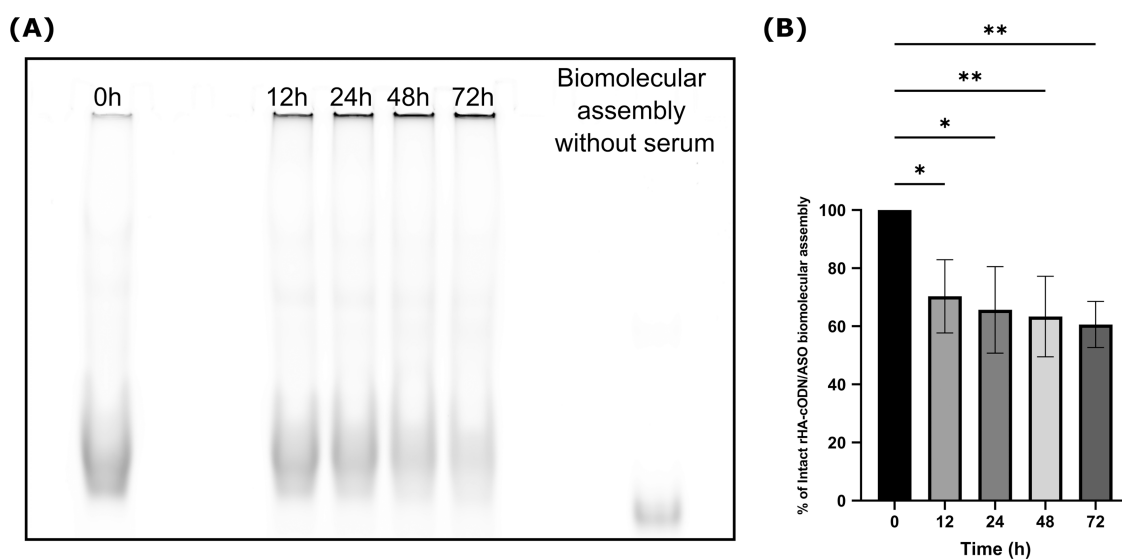 (A)
0h
12h 24h 48h 72h
Biomolecular
assembly
without serum
(B)
**
**
*
*
% of Intact rHA-cODN/ASO biomolecular assembly
100
80
60
40
20
0
0 12 24 48 72
Time (h)